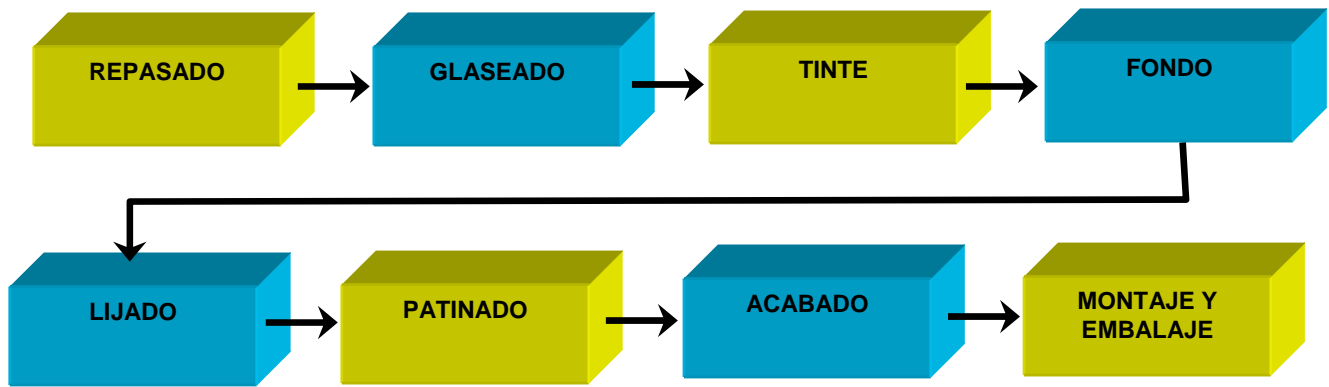 REPASADO
GLASEADO
TINTE
FONDO
LIJADO
PATINADO
ACABADO
MONTAJE Y
EMBALAJE